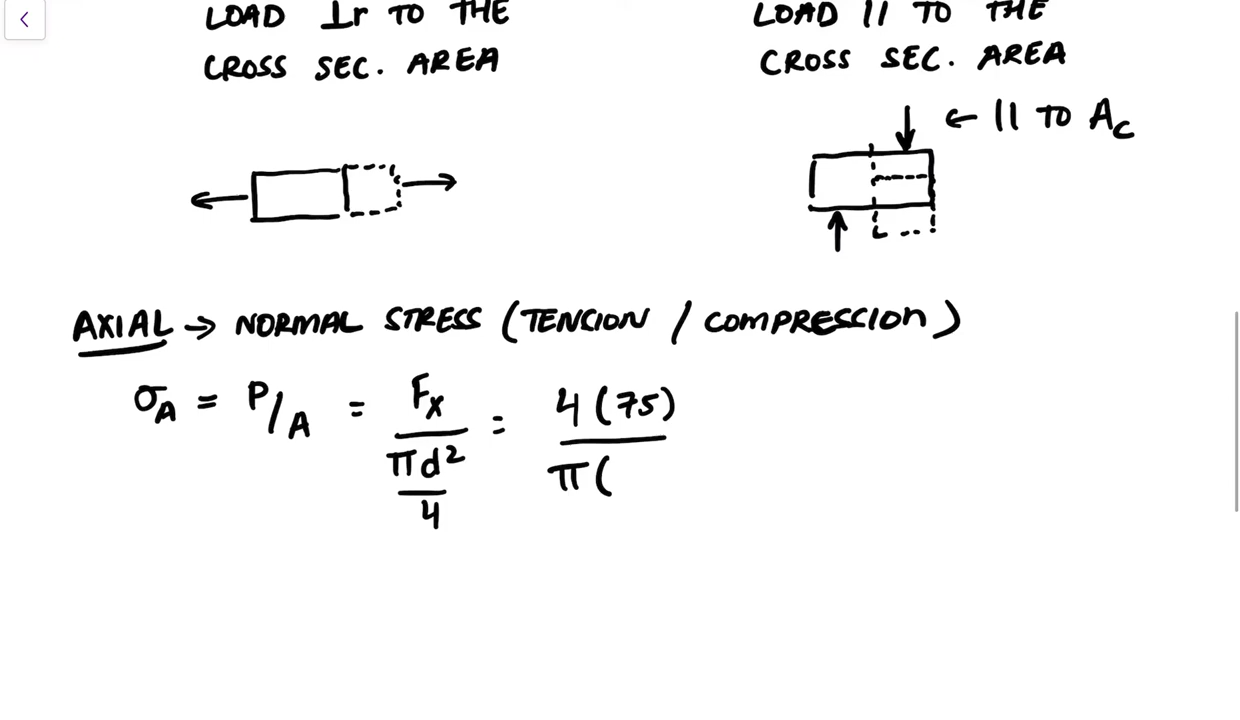 LOAD ⊥r TO THE
CROSS SEC. AREA
LOAD || TO THE
CROSS SEC. AREA
← || TO A_C
AXIAL → NORMAL STRESS (TENCION / COMPRESSION)
σ_A = P/A = F_x / (πd²/4) = 4(75) / π(